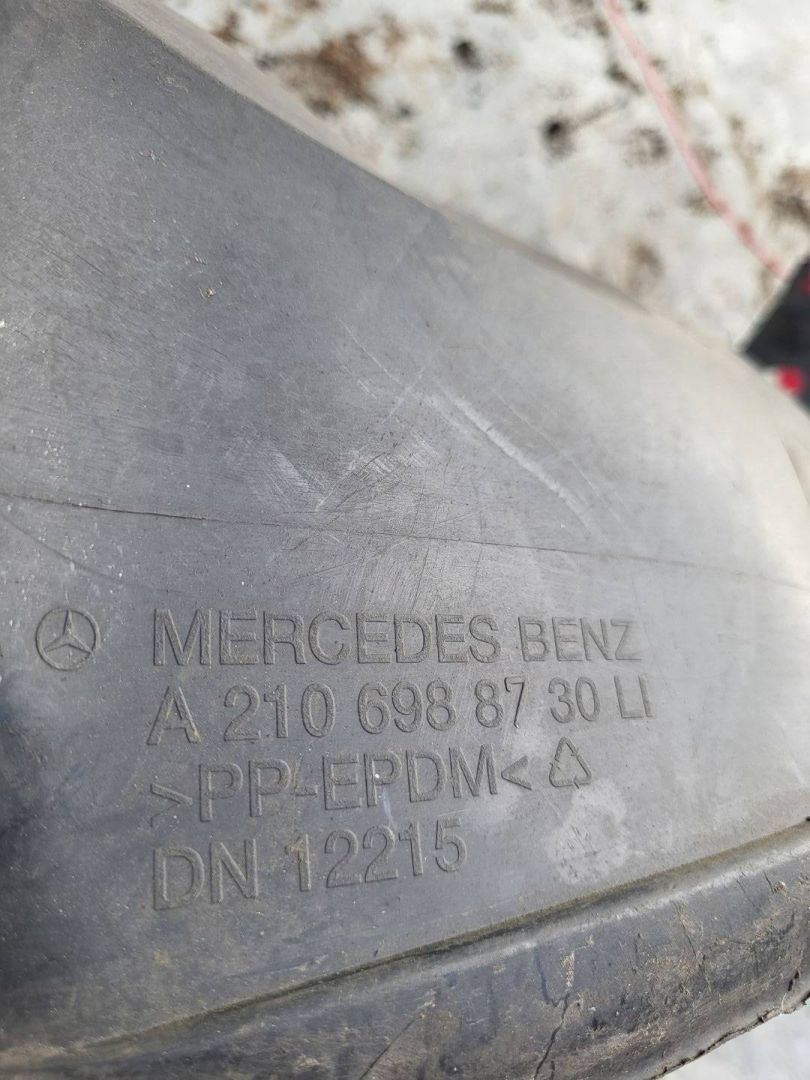 MERCEDES BENZ
A 210 698 87 30 LI
>PP-EPDM<
DN 12215